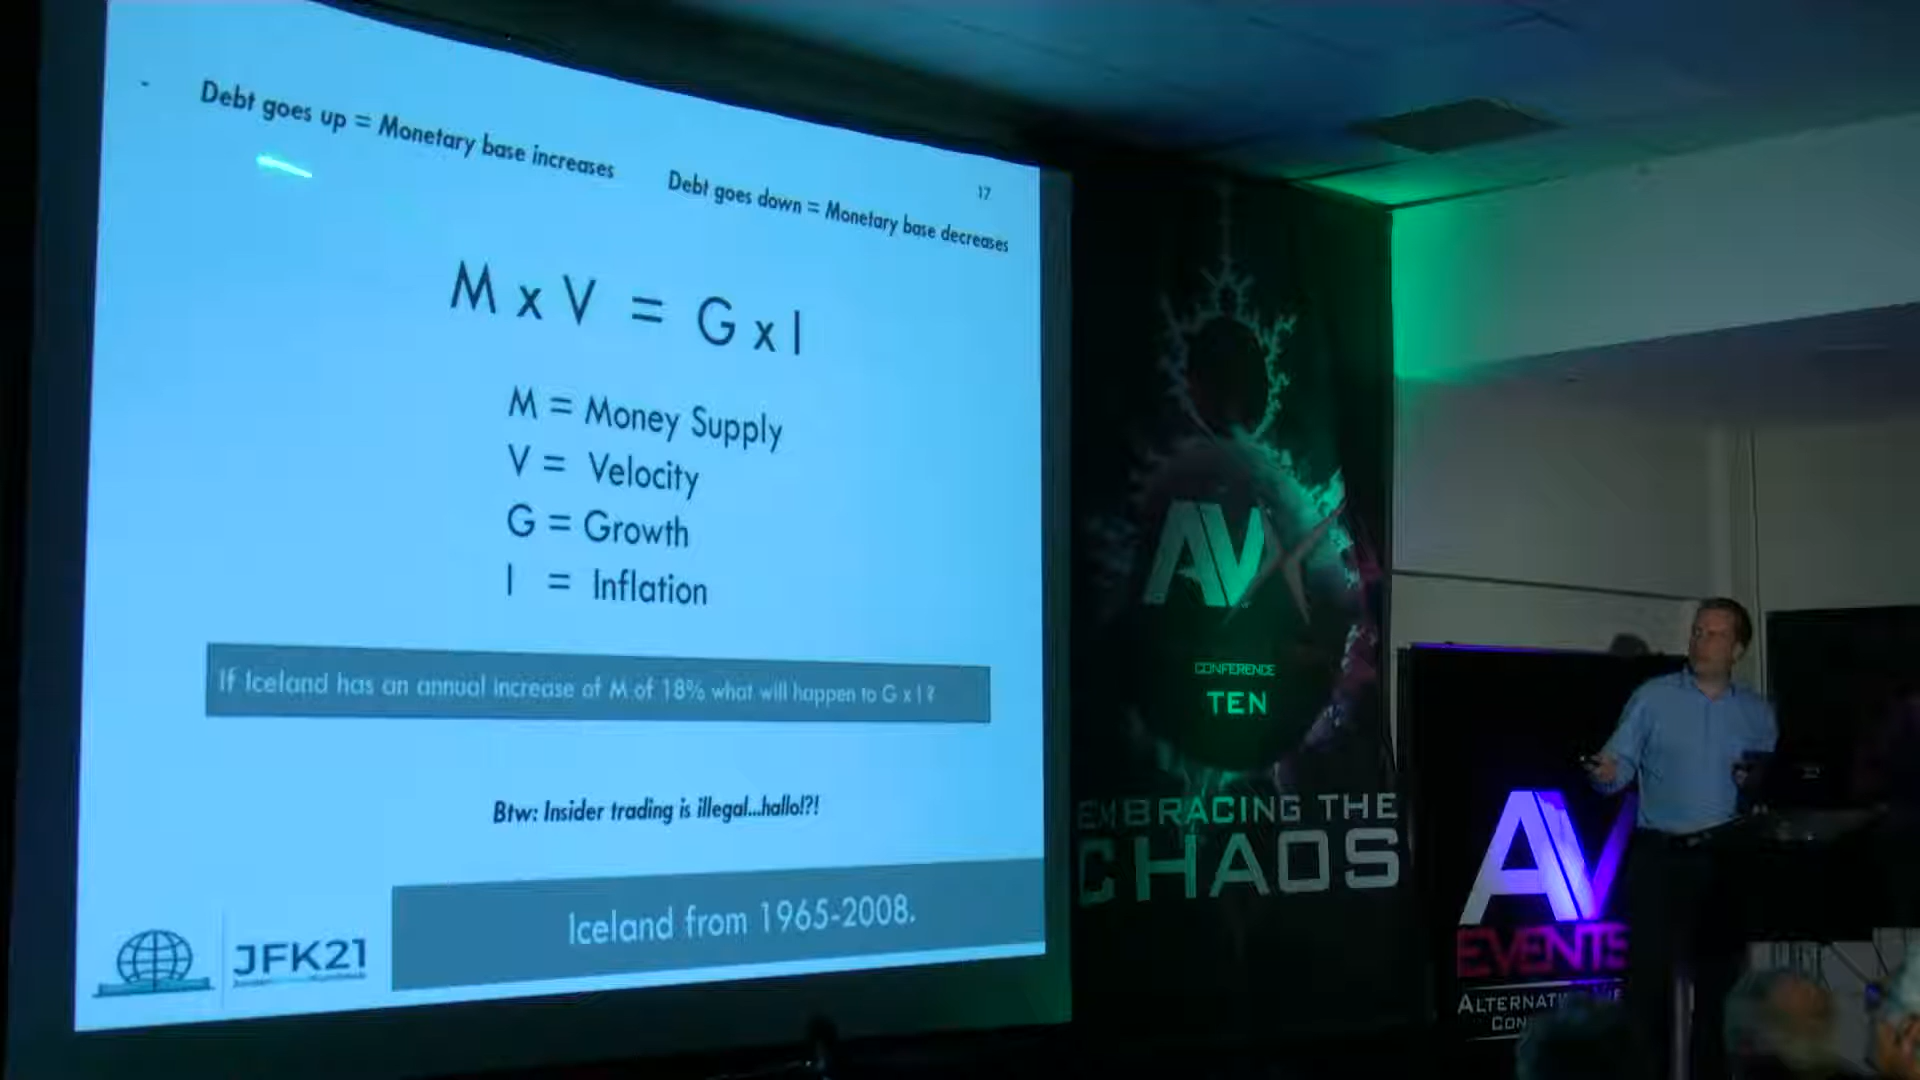 Debt goes up = Monetary base increases
Debt goes down = Monetary base decreases
17
M x V = G x I
M = Money Supply
V = Velocity
G = Growth
I = Inflation
If Iceland has an annual increase of M of 18% what will happen to G x I ?
Btw: Insider trading is illegal...hallo!?!
Iceland from 1965-2008.
JFK21
AVX
CONFERENCE
TEN
EMBRACING THE
CHAOS
AV
EVENTS